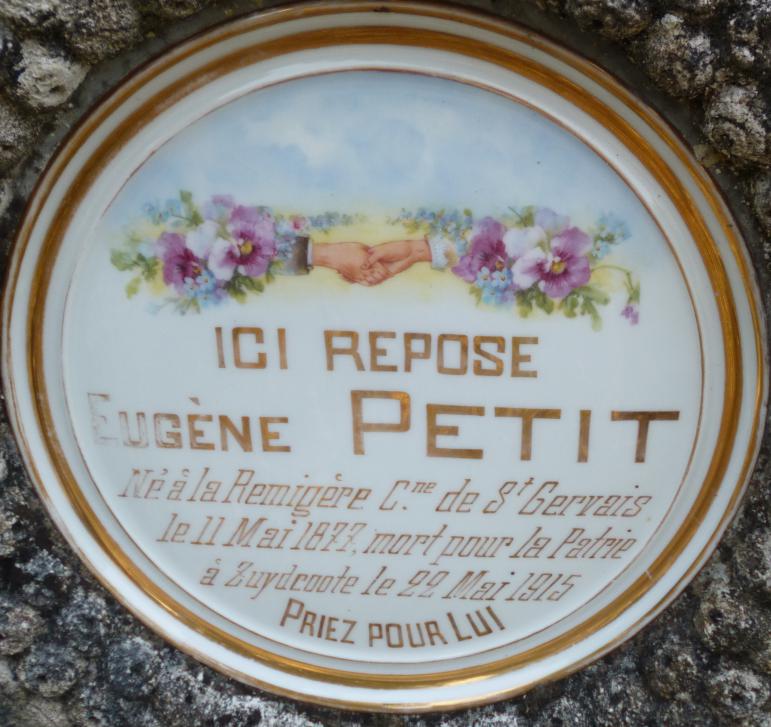 ICI REPOSE
EUGÈNE PETIT
Né à la Remigère C.ne de St Gervais
le 11 Mai 1877, mort pour la Patrie
à Zuydcoote le 22 Mai 1915
PRIEZ POUR LUI